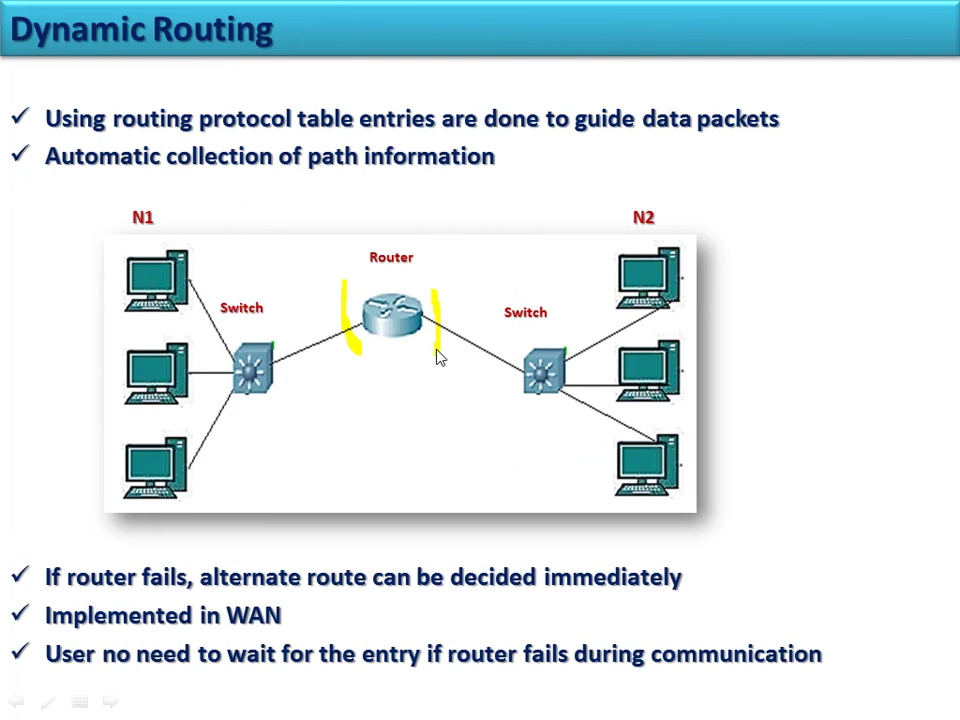 Dynamic Routing
Using routing protocol table entries are done to guide data packets
Automatic collection of path information
N1
N2
Router
Switch
Switch
If router fails, alternate route can be decided immediately
Implemented in WAN
User no need to wait for the entry if router fails during communication